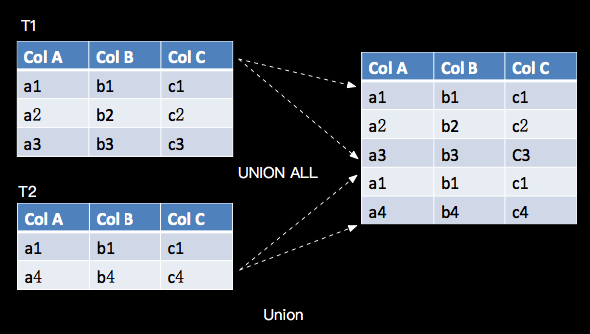 T1
Col A Col B Col C
a1 b1 c1
a2 b2 c2
a3 b3 c3
UNION ALL
T2
Col A Col B Col C
a1 b1 c1
a4 b4 c4
Col A Col B Col C
a1 b1 c1
a2 b2 c2
a3 b3 C3
a1 b1 c1
a4 b4 c4
Union